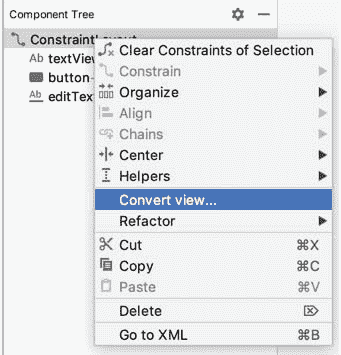 Component Tree
ConstraintLayout
Ab textView
button
Ab editText
Clear Constraints of Selection
Constrain
Organize
Align
Chains
Center
Helpers
Convert view...
Refactor
Cut ⌘X
Copy ⌘C
Paste ⌘V
Delete ⌦
Go to XML ⌘B